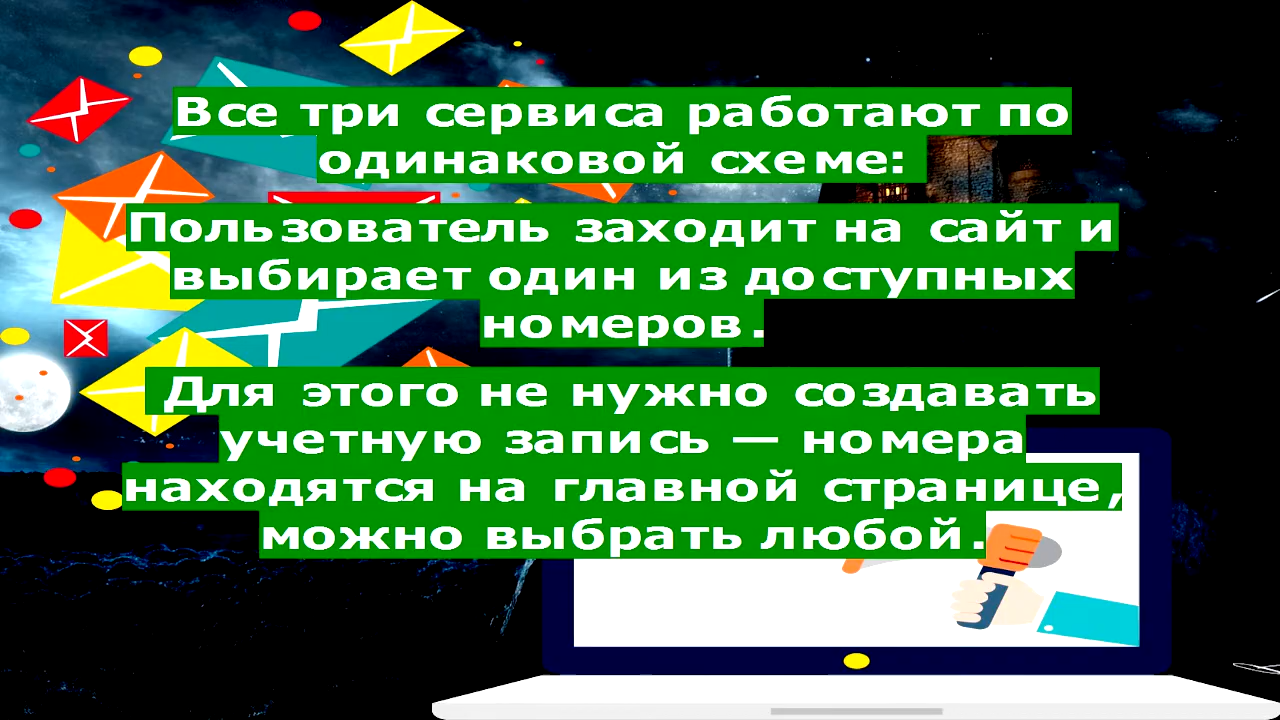 Все три сервиса работают по
одинаковой схеме:
Пользователь заходит на сайт и
выбирает один из доступных
номеров.
Для этого не нужно создавать
учетную запись — номера
находятся на главной странице,
можно выбрать любой.